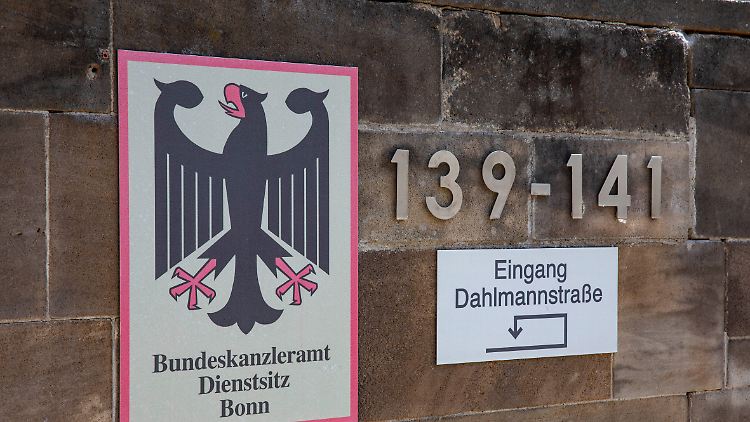 Bundeskanzleramt
Dienstsitz
Bonn
139-141
Eingang
Dahlmannstraße